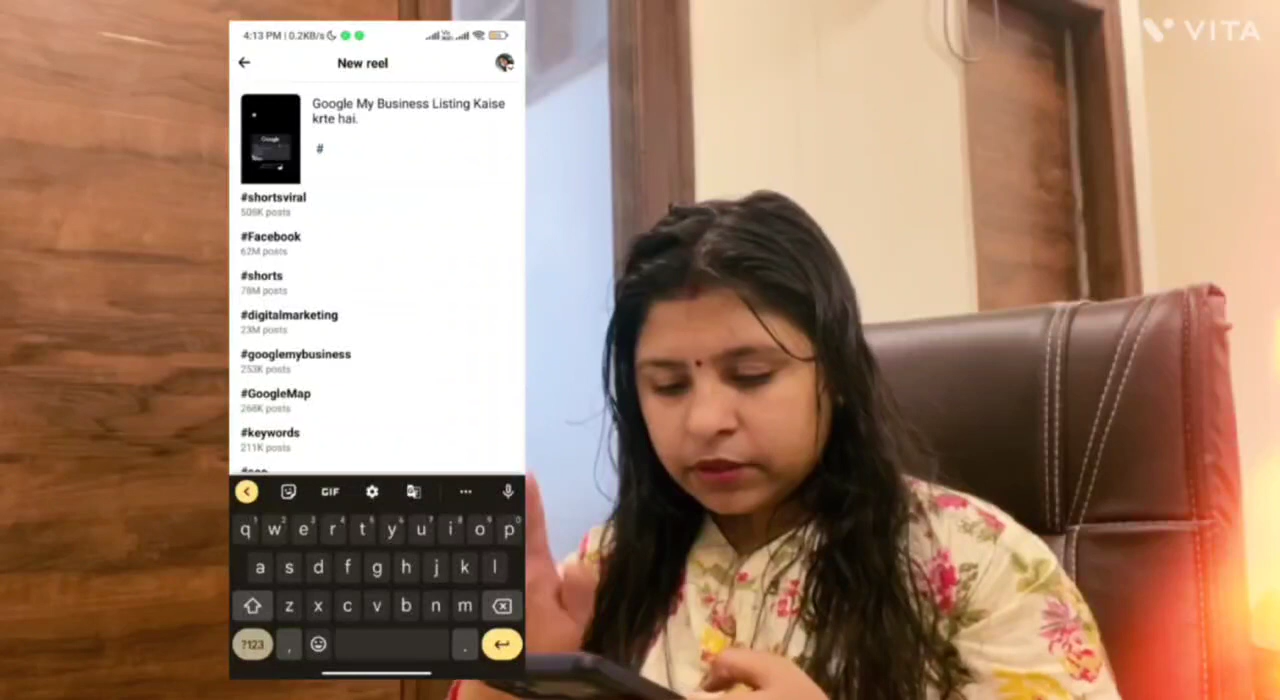 4:13 PM | 0.2KB/s
New reel
Google My Business Listing Kaise
krte hai.
#
#shortsviral
509K posts
#Facebook
62M posts
#shorts
78M posts
#digitalmarketing
23M posts
#googlemybusiness
253K posts
#GoogleMap
268K posts
#keywords
211K posts
GIF
q w e r t y u i o p
a s d f g h j k l
z x c v b n m
?123 , .
VITA